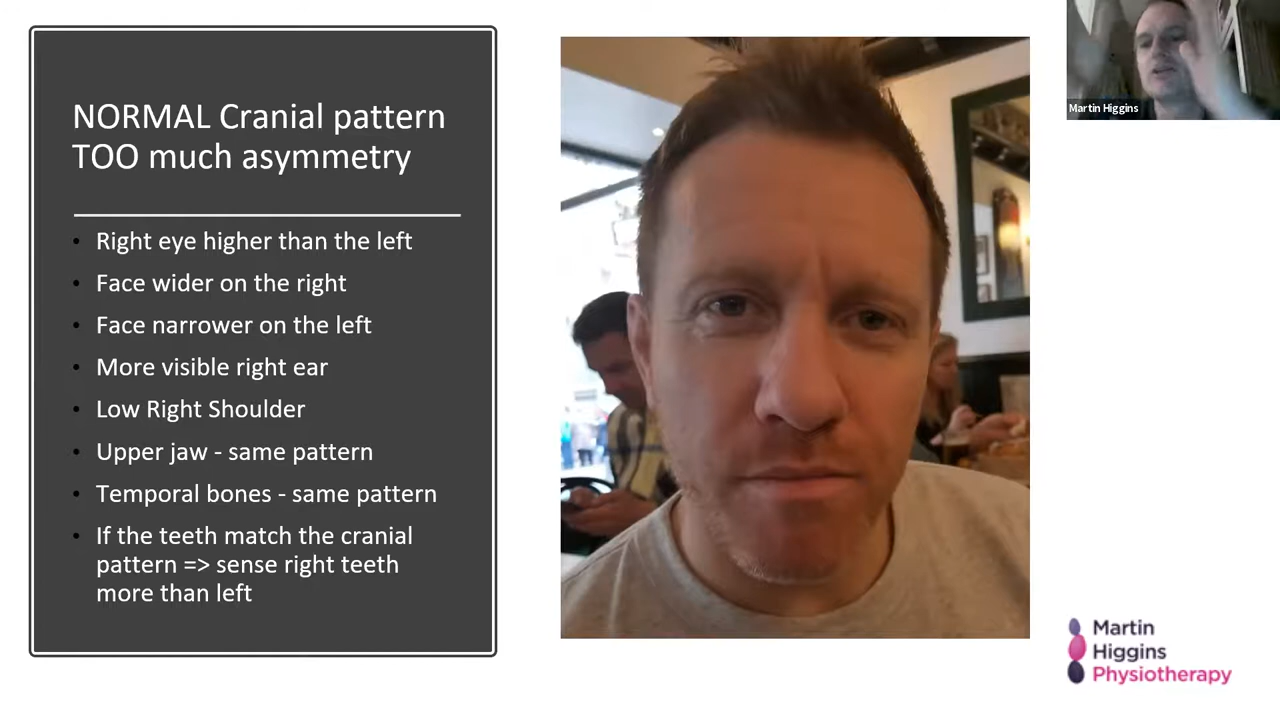 NORMAL Cranial pattern
TOO much asymmetry
Right eye higher than the left
Face wider on the right
Face narrower on the left
More visible right ear
Low Right Shoulder
Upper jaw - same pattern
Temporal bones - same pattern
If the teeth match the cranial
pattern => sense right teeth
more than left
Martin Higgins
Martin
Higgins
Physiotherapy